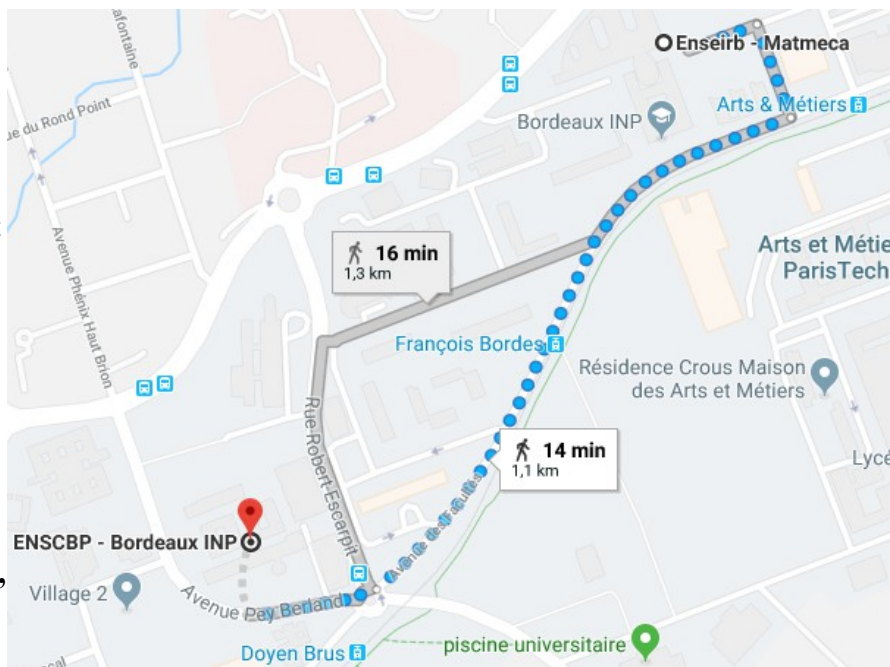 afontaine
Enseirb - Matmeca
Arts & Métiers
ue du Rond Point
Bordeaux INP
Avenue Phénix Haut Brion
16 min
1,3 km
Arts et Métie
ParisTech
François Bordes
Résidence Crous Maison
des Arts et Métiers
Rue Robert Escarpit
14 min
1,1 km
Lycé
Avenue des Facultés
ENSCBP - Bordeaux INP
,
Village 2
Avenue Pey Berland
Doyen Brus
piscine universitaire